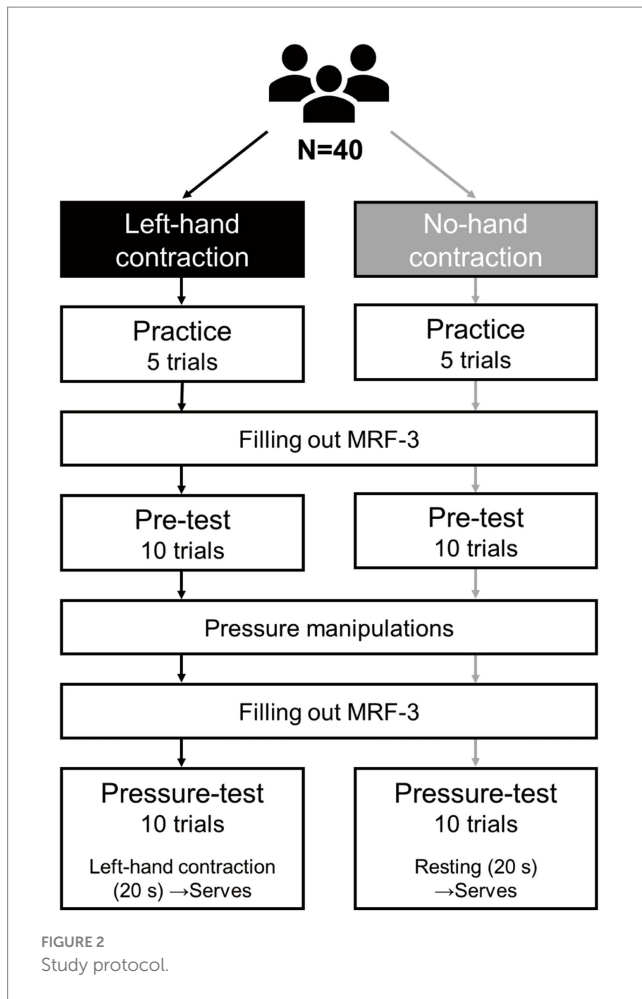 N=40
Left-hand
contraction
No-hand
contraction
Practice
5 trials
Practice
5 trials
Filling out MRF-3
Pre-test
10 trials
Pre-test
10 trials
Pressure manipulations
Filling out MRF-3
Pressure-test
10 trials
Left-hand contraction
(20 s) →Serves
Pressure-test
10 trials
Resting (20 s)
→Serves
FIGURE 2
Study protocol.